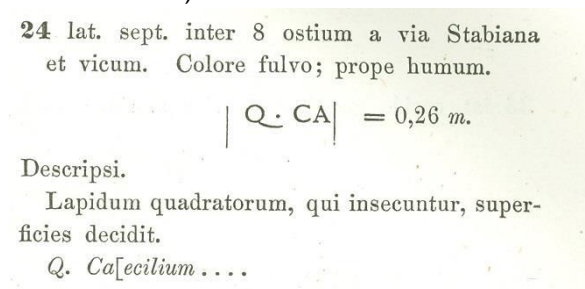 24 lat. sept. inter 8 ostium a via Stabiana
et vicum. Colore fulvo; prope humum.
| Q · CA| = 0,26 m.
Descripsi.
Lapidum quadratorum, qui insecuntur, super-
ficies decidit.
Q. Ca[ecilium ....